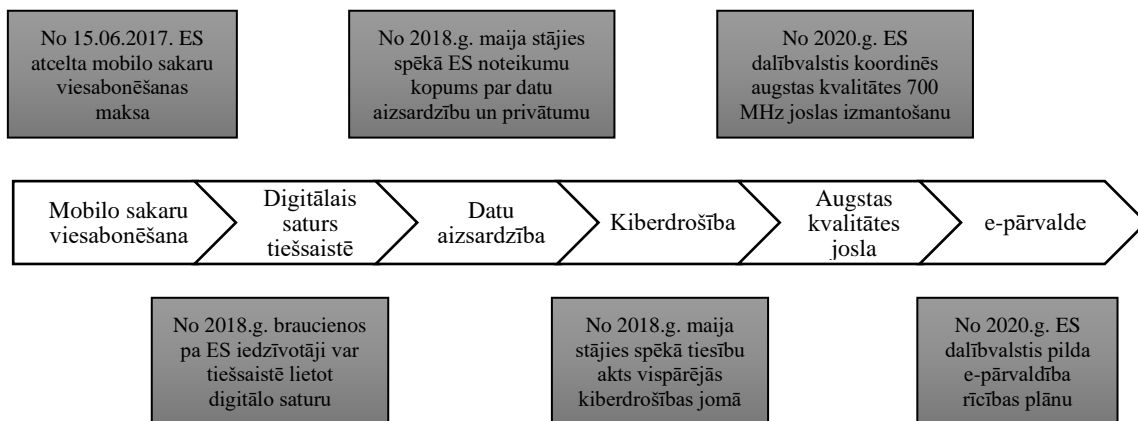 No 15.06.2017. ES
atcelta mobilo sakaru
viesabonēšanas
maksa
No 2018.g. maija stājies
spēkā ES noteikumu
kopums par datu
aizsardzību un privātumu
No 2020.g. ES
dalībvalstis koordinēs
augstas kvalitātes 700
MHz joslas izmantošanu
Mobilo sakaru
viesabonēšana
Digitālais
saturs
tiešsaistē
Datu
aizsardzība
Kiberdrošība
Augstas
kvalitātes
josla
e-pārvalde
No 2018.g. braucienos
pa ES iedzīvotāji var
tiešsaistē lietot
digitālo saturu
No 2018.g. maija
stājies spēkā tiesību
akts vispārējās
kiberdrošības jomā
No 2020.g. ES
dalībvalstis pilda
e-pārvaldība
rīcības plānu